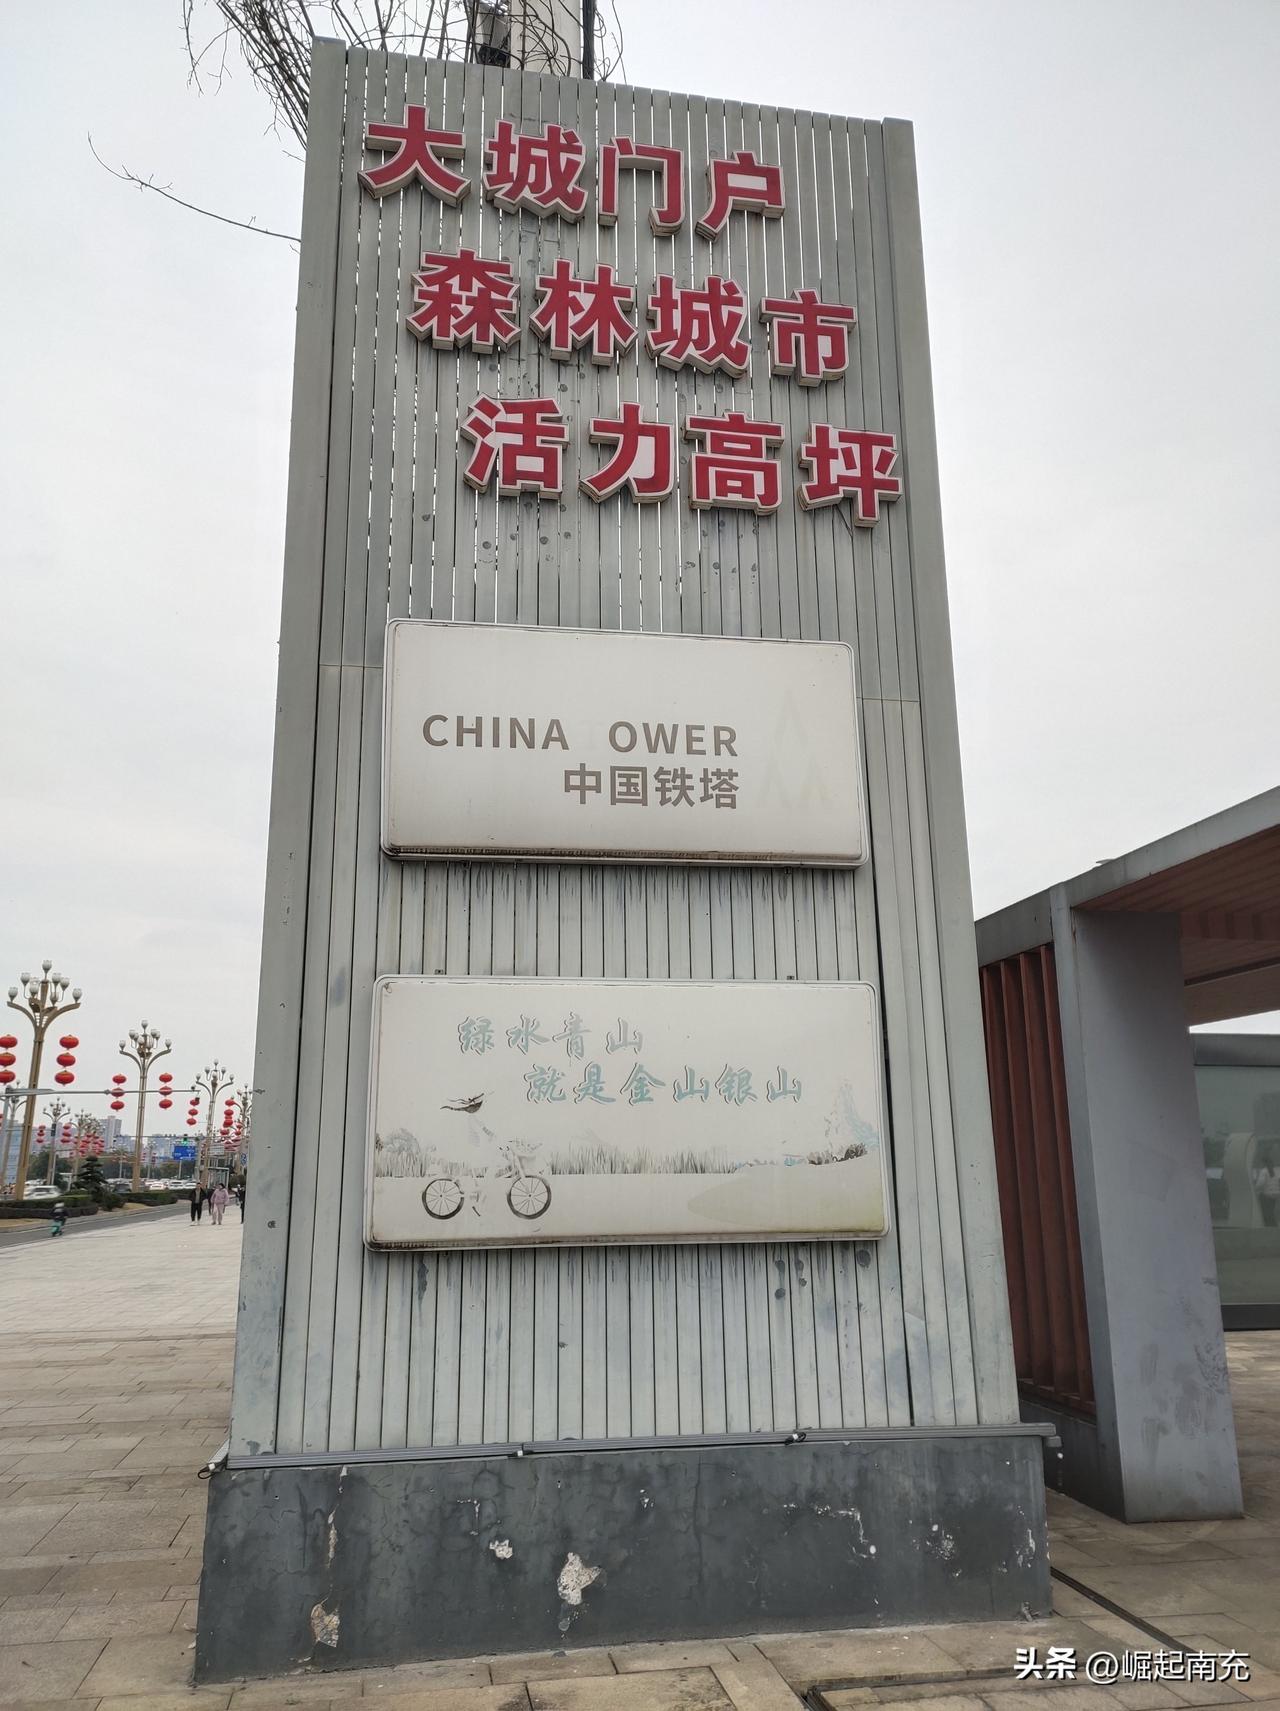 大城门户
森林城市
活力高坪
CHINA OWER
中国铁塔
绿水青山
就是金山银山
头条 @崛起南充